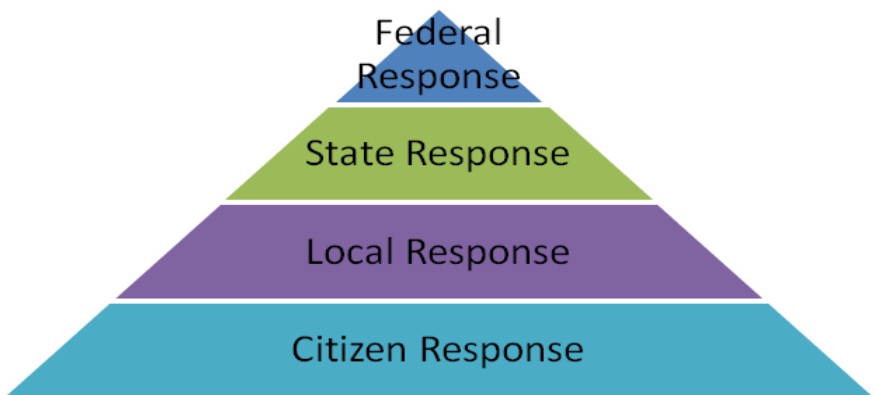 Federal
Response
State Response
Local Response
Citizen Response